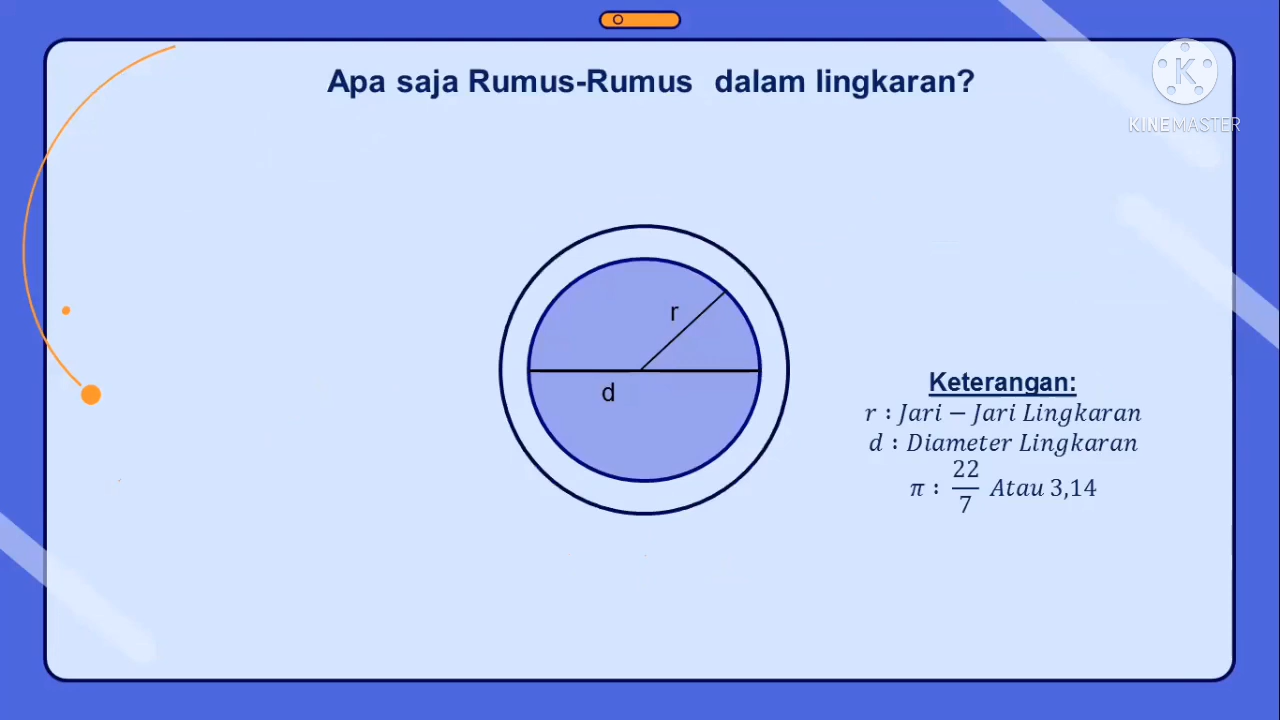 Apa saja Rumus-Rumus dalam lingkaran?
KINEMASTER
K
r
d
Keterangan:
r : Jari − Jari Lingkaran
d : Diameter Lingkaran
π : 22/7 Atau 3,14